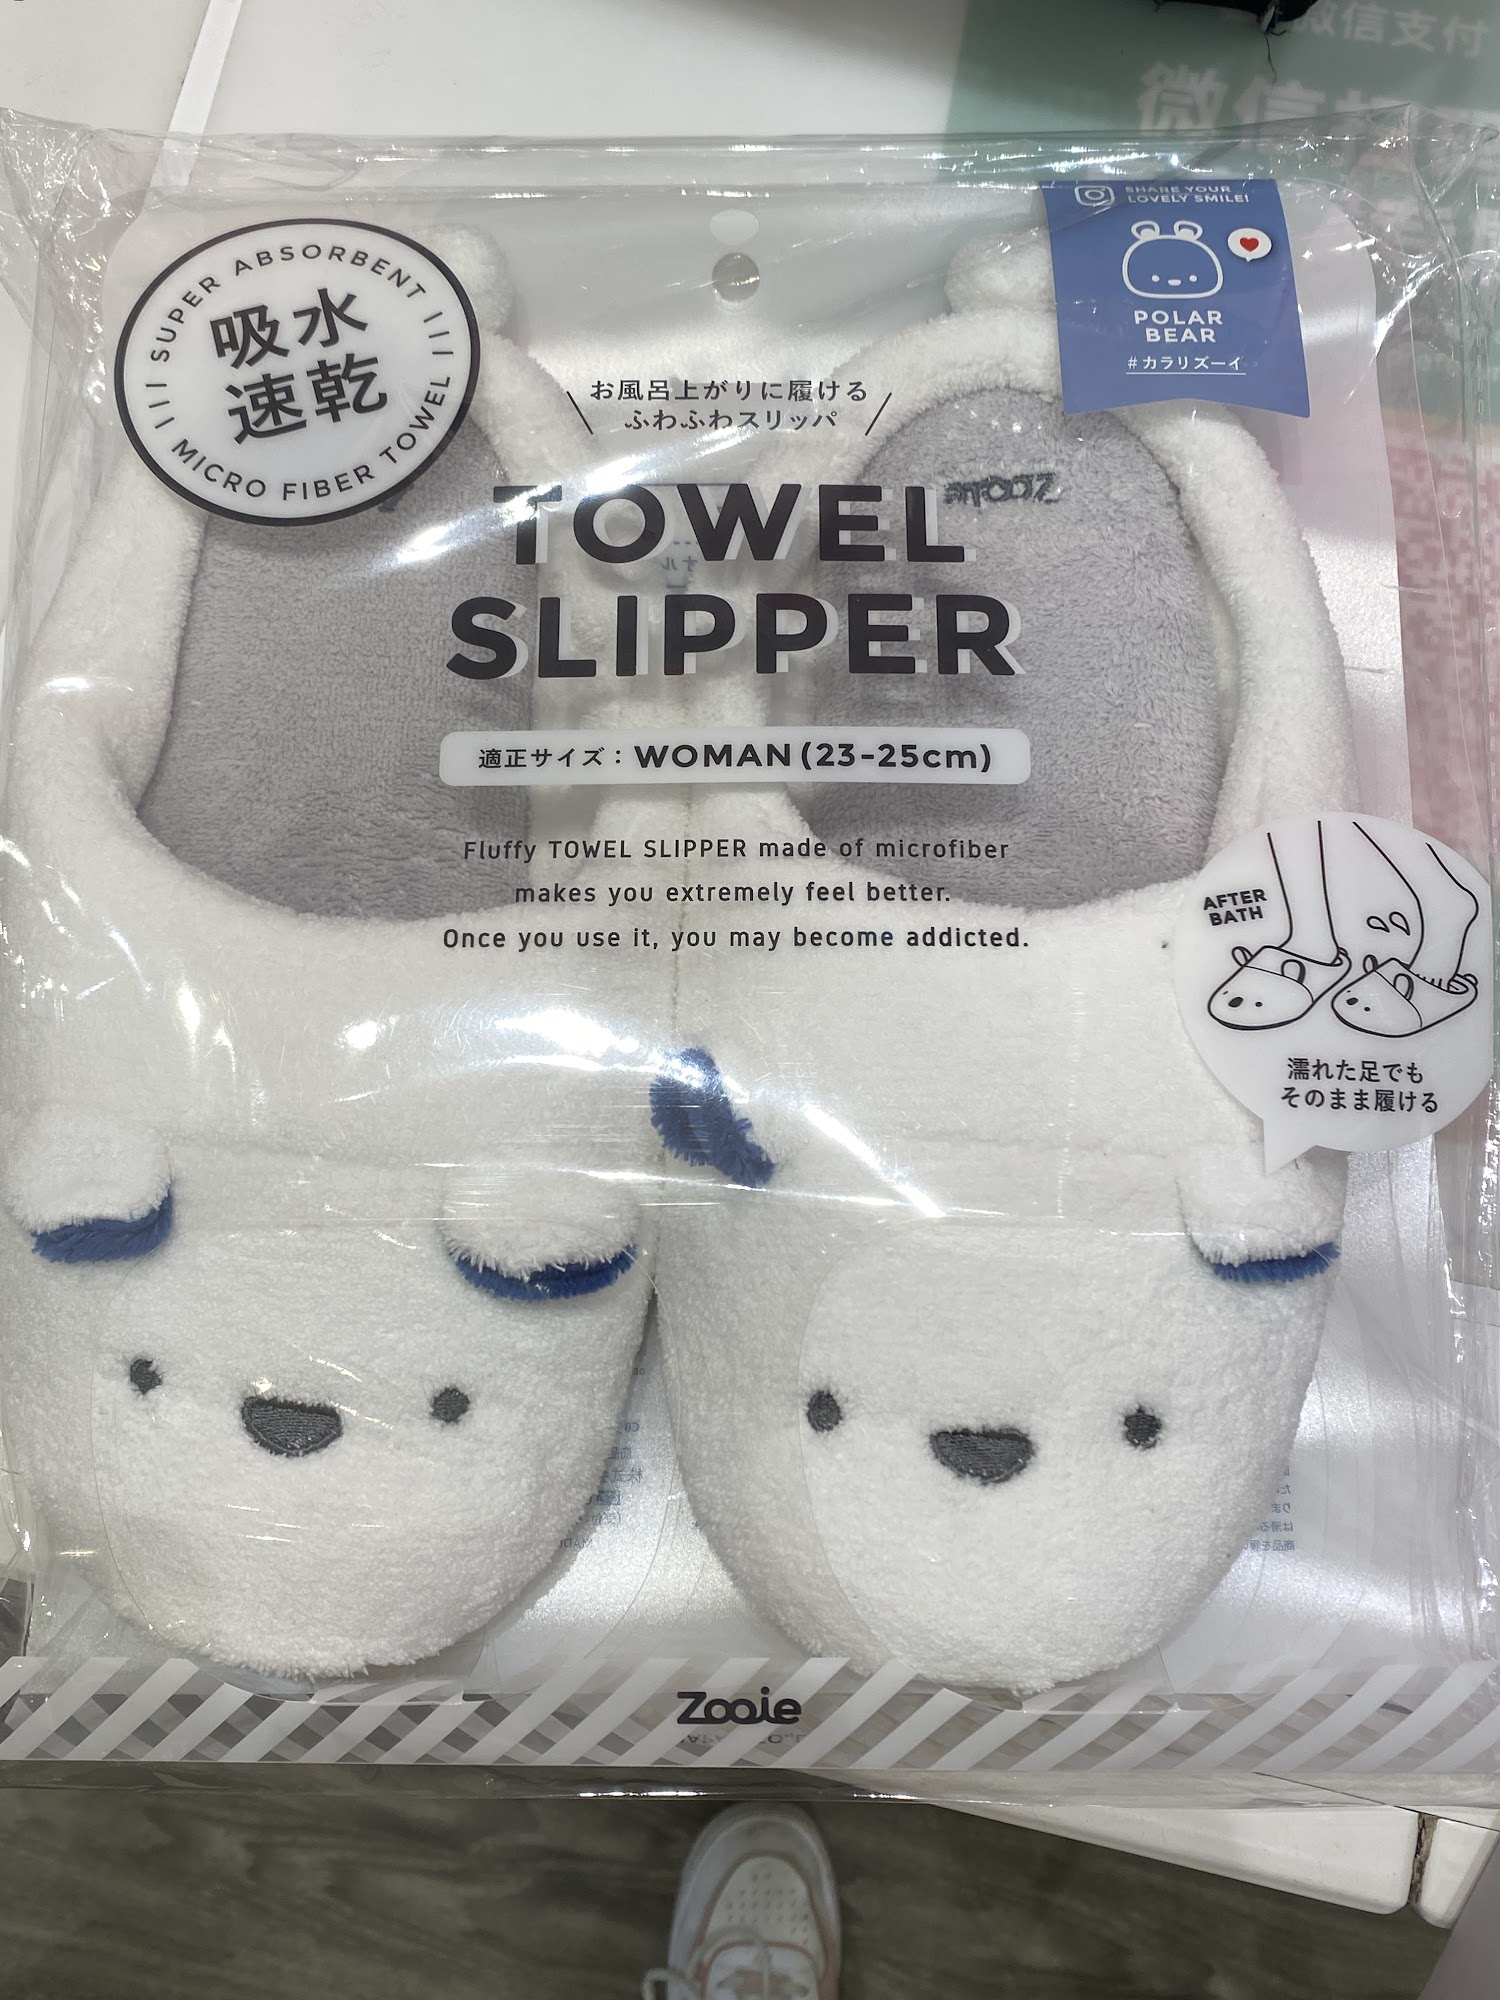 微信支付
SUPER ABSORBENT
吸水
速乾
MICRO FIBER TOWEL
SHARE YOUR
LOVELY SMILE!
POLAR
BEAR
#カラリズーイ
お風呂上がりに履ける
ふわふわスリッパ
TOWEL
SLIPPER
適正サイズ：WOMAN (23-25cm)
Fluffy TOWEL SLIPPER made of microfiber
makes you extremely feel better.
Once you use it, you may become addicted.
AFTER
BATH
濡れた足でも
そのまま履ける
Zooie